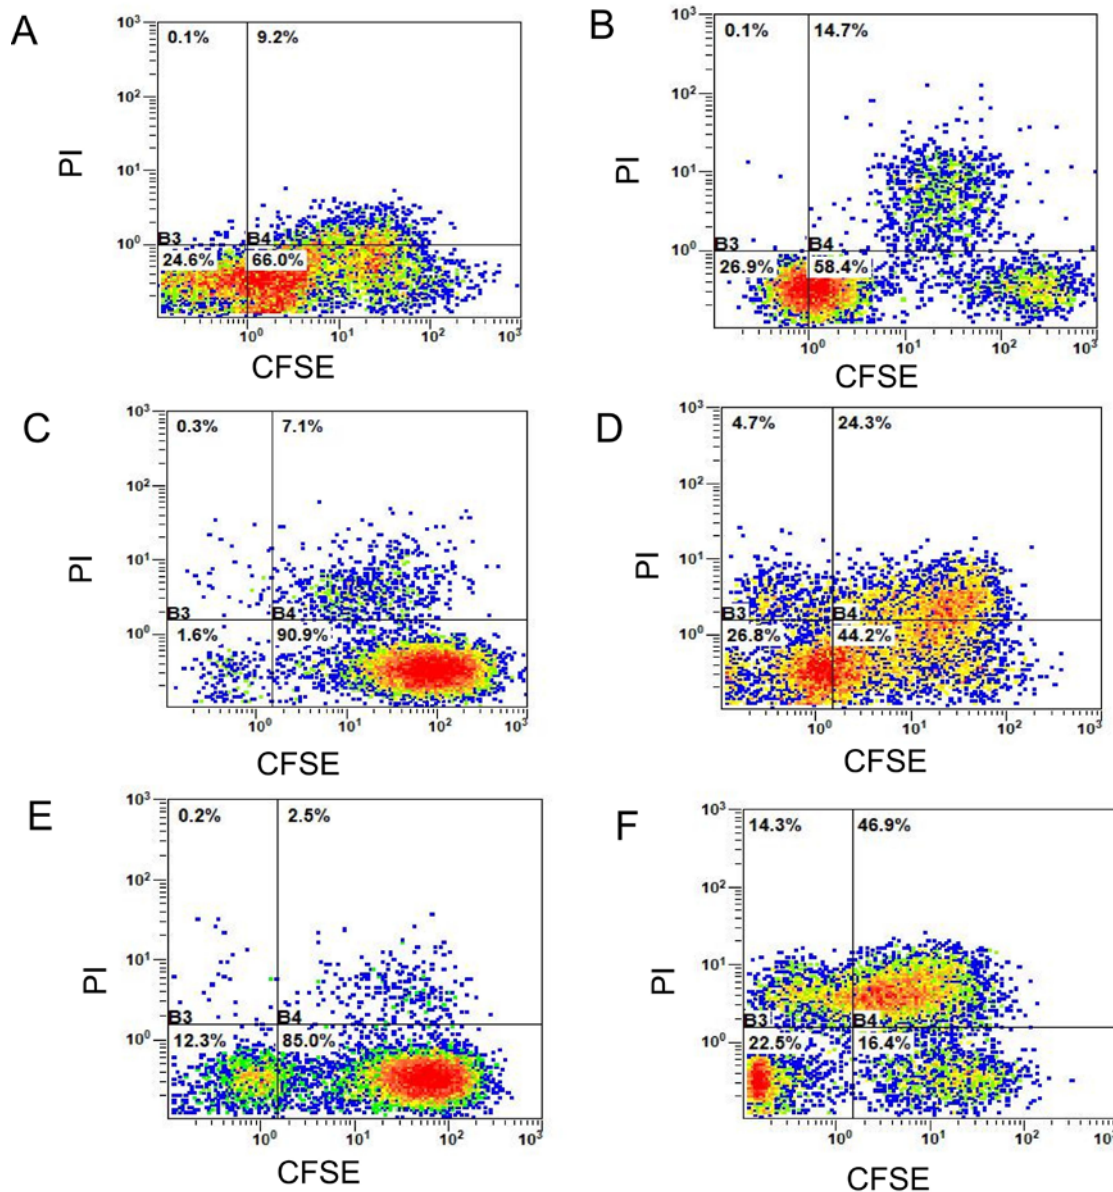 A
10³
0.1%
9.2%
10²
PI
10¹
10⁰
B3
B4
24.6%
66.0%
10⁰
10¹
10²
10³
CFSE
B
10³
0.1%
14.7%
10²
PI
10¹
10⁰
B3
B4
26.9%
58.4%
10⁰
10¹
10²
10³
CFSE
C
10³
0.3%
7.1%
10²
PI
10¹
10⁰
B3
B4
1.6%
90.9%
10⁰
10¹
10²
10³
CFSE
D
10³
4.7%
24.3%
10²
PI
10¹
10⁰
B3
B4
26.8%
44.2%
10⁰
10¹
10²
10³
CFSE
E
10³
0.2%
2.5%
10²
PI
10¹
10⁰
B3
B4
12.3%
85.0%
10⁰
10¹
10²
10³
CFSE
F
10³
14.3%
46.9%
10²
PI
10¹
10⁰
B3
B4
22.5%
16.4%
10⁰
10¹
10²
10³
CFSE